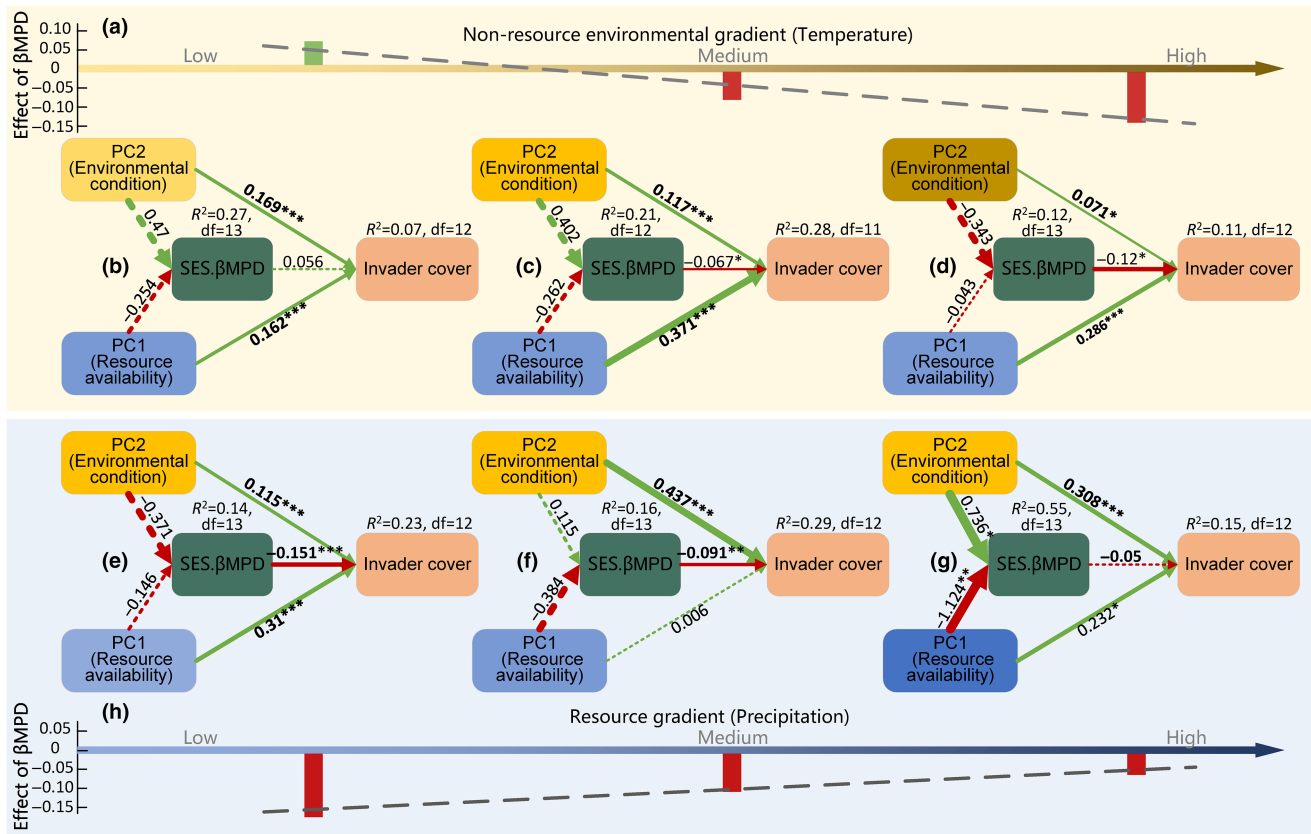 (a)
Non-resource environmental gradient (Temperature)
Effect of βMPD
0.10
0.05
0
−0.05
−0.10
−0.15
Low
Medium
High
PC2
(Environmental
condition)
0.169***
0.47
R²=0.27,
df=13
R²=0.07, df=12
(b)
SES.βMPD
0.056
Invader cover
−0.254
0.162***
PC1
(Resource
availability)
PC2
(Environmental
condition)
0.117***
0.402
R²=0.21,
df=12
R²=0.28, df=11
(c)
SES.βMPD
−0.067*
Invader cover
−0.262
0.371***
PC1
(Resource
availability)
PC2
(Environmental
condition)
0.071*
−0.343
R²=0.12,
df=13
R²=0.11, df=12
(d)
SES.βMPD
−0.12*
Invader cover
−0.043
0.286***
PC1
(Resource
availability)
PC2
(Environmental
condition)
0.115***
−0.371
R²=0.14,
df=13
R²=0.23, df=12
(e)
SES.βMPD
−0.151***
Invader cover
−0.146
0.31***
PC1
(Resource
availability)
PC2
(Environmental
condition)
0.437***
0.115
R²=0.16,
df=13
R²=0.29, df=12
(f)
SES.βMPD
−0.091**
Invader cover
−0.384
0.006
PC1
(Resource
availability)
PC2
(Environmental
condition)
0.308***
0.736*
R²=0.55,
df=13
R²=0.15, df=12
(g)
SES.βMPD
−0.05
Invader cover
−1.124**
0.232*
PC1
(Resource
availability)
(h)
Resource gradient (Precipitation)
Effect of βMPD
0.05
0
−0.05
−0.10
−0.15
Low
Medium
High